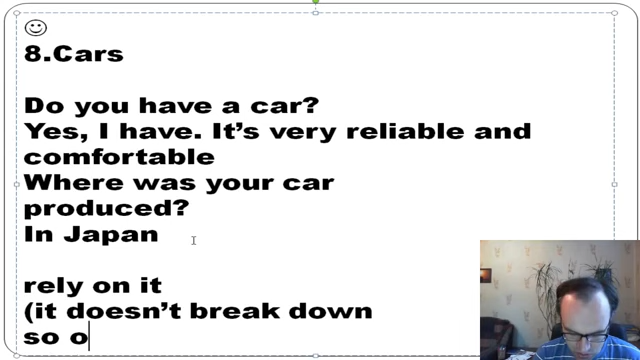 8.Cars
Do you have a car?
Yes, I have. It's very reliable and
comfortable
Where was your car
produced?
In Japan
rely on it
(it doesn't break down
so o